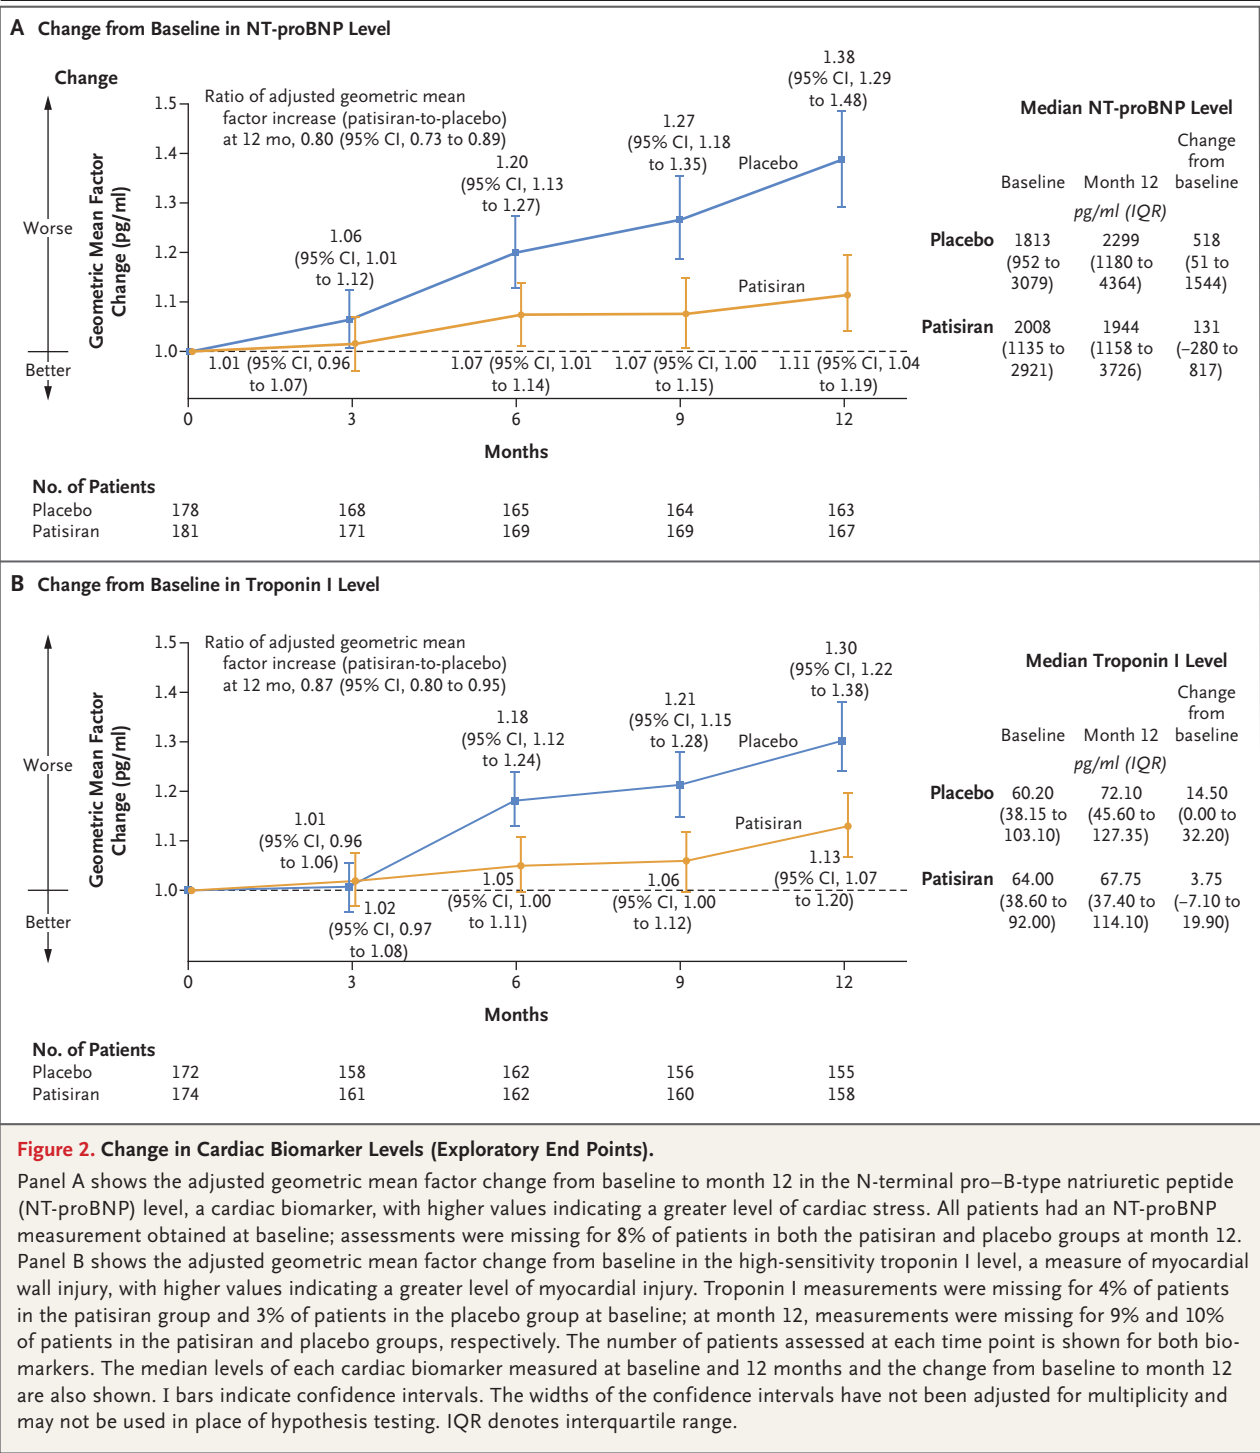 A Change from Baseline in NT-proBNP Level
Change
Worse
Better
Geometric Mean Factor
Change (pg/ml)
1.5
1.4
1.3
1.2
1.1
1.0
Ratio of adjusted geometric mean
factor increase (patisiran-to-placebo)
at 12 mo, 0.80 (95% CI, 0.73 to 0.89)
1.06
(95% CI, 1.01
to 1.12)
1.20
(95% CI, 1.13
to 1.27)
1.27
(95% CI, 1.18
to 1.35)
1.38
(95% CI, 1.29
to 1.48)
Placebo
Patisiran
1.01 (95% CI, 0.96
to 1.07)
1.07 (95% CI, 1.01
to 1.14)
1.07 (95% CI, 1.00
to 1.15)
1.11 (95% CI, 1.04
to 1.19)
0 3 6 9 12
Months
Median NT-proBNP Level
Baseline Month 12 Change
from
baseline
pg/ml (IQR)
Placebo 1813 2299 518
(952 to (1180 to (51 to
3079) 4364) 1544)
Patisiran 2008 1944 131
(1135 to (1158 to (–280 to
2921) 3726) 817)
No. of Patients
Placebo 178 168 165 164 163
Patisiran 181 171 169 169 167
B Change from Baseline in Troponin I Level
Worse
Better
Geometric Mean Factor
Change (pg/ml)
1.5
1.4
1.3
1.2
1.1
1.0
Ratio of adjusted geometric mean
factor increase (patisiran-to-placebo)
at 12 mo, 0.87 (95% CI, 0.80 to 0.95)
1.01
(95% CI, 0.96
to 1.06)
1.18
(95% CI, 1.12
to 1.24)
1.21
(95% CI, 1.15
to 1.28)
1.30
(95% CI, 1.22
to 1.38)
Placebo
Patisiran
1.02
(95% CI, 0.97
to 1.08)
1.05
(95% CI, 1.00
to 1.11)
1.06
(95% CI, 1.00
to 1.12)
1.13
(95% CI, 1.07
to 1.20)
0 3 6 9 12
Months
Median Troponin I Level
Baseline Month 12 Change
from
baseline
pg/ml (IQR)
Placebo 60.20 72.10 14.50
(38.15 to (45.60 to (0.00 to
103.10) 127.35) 32.20)
Patisiran 64.00 67.75 3.75
(38.60 to (37.40 to (–7.10 to
92.00) 114.10) 19.90)
No. of Patients
Placebo 172 158 162 156 155
Patisiran 174 161 162 160 158
Figure 2. Change in Cardiac Biomarker Levels (Exploratory End Points).
Panel A shows the adjusted geometric mean factor change from baseline to month 12 in the N-terminal pro–B-type natriuretic peptide
(NT-proBNP) level, a cardiac biomarker, with higher values indicating a greater level of cardiac stress. All patients had an NT-proBNP
measurement obtained at baseline; assessments were missing for 8% of patients in both the patisiran and placebo groups at month 12.
Panel B shows the adjusted geometric mean factor change from baseline in the high-sensitivity troponin I level, a measure of myocardial
wall injury, with higher values indicating a greater level of myocardial injury. Troponin I measurements were missing for 4% of patients
in the patisiran group and 3% of patients in the placebo group at baseline; at month 12, measurements were missing for 9% and 10%
of patients in the patisiran and placebo groups, respectively. The number of patients assessed at each time point is shown for both bio-
markers. The median levels of each cardiac biomarker measured at baseline and 12 months and the change from baseline to month 12
are also shown. I bars indicate confidence intervals. The widths of the confidence intervals have not been adjusted for multiplicity and
may not be used in place of hypothesis testing. IQR denotes interquartile range.